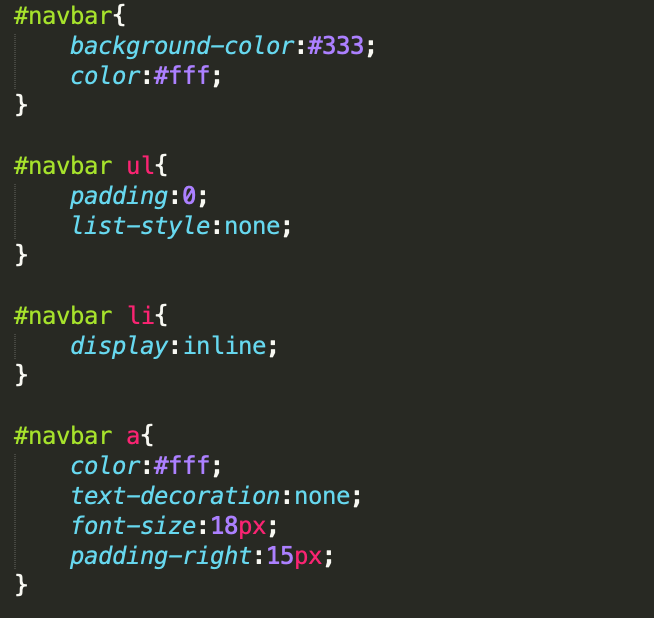 #navbar{
    background-color:#333;
    color:#fff;
}

#navbar ul{
    padding:0;
    list-style:none;
}

#navbar li{
    display:inline;
}

#navbar a{
    color:#fff;
    text-decoration:none;
    font-size:18px;
    padding-right:15px;
}